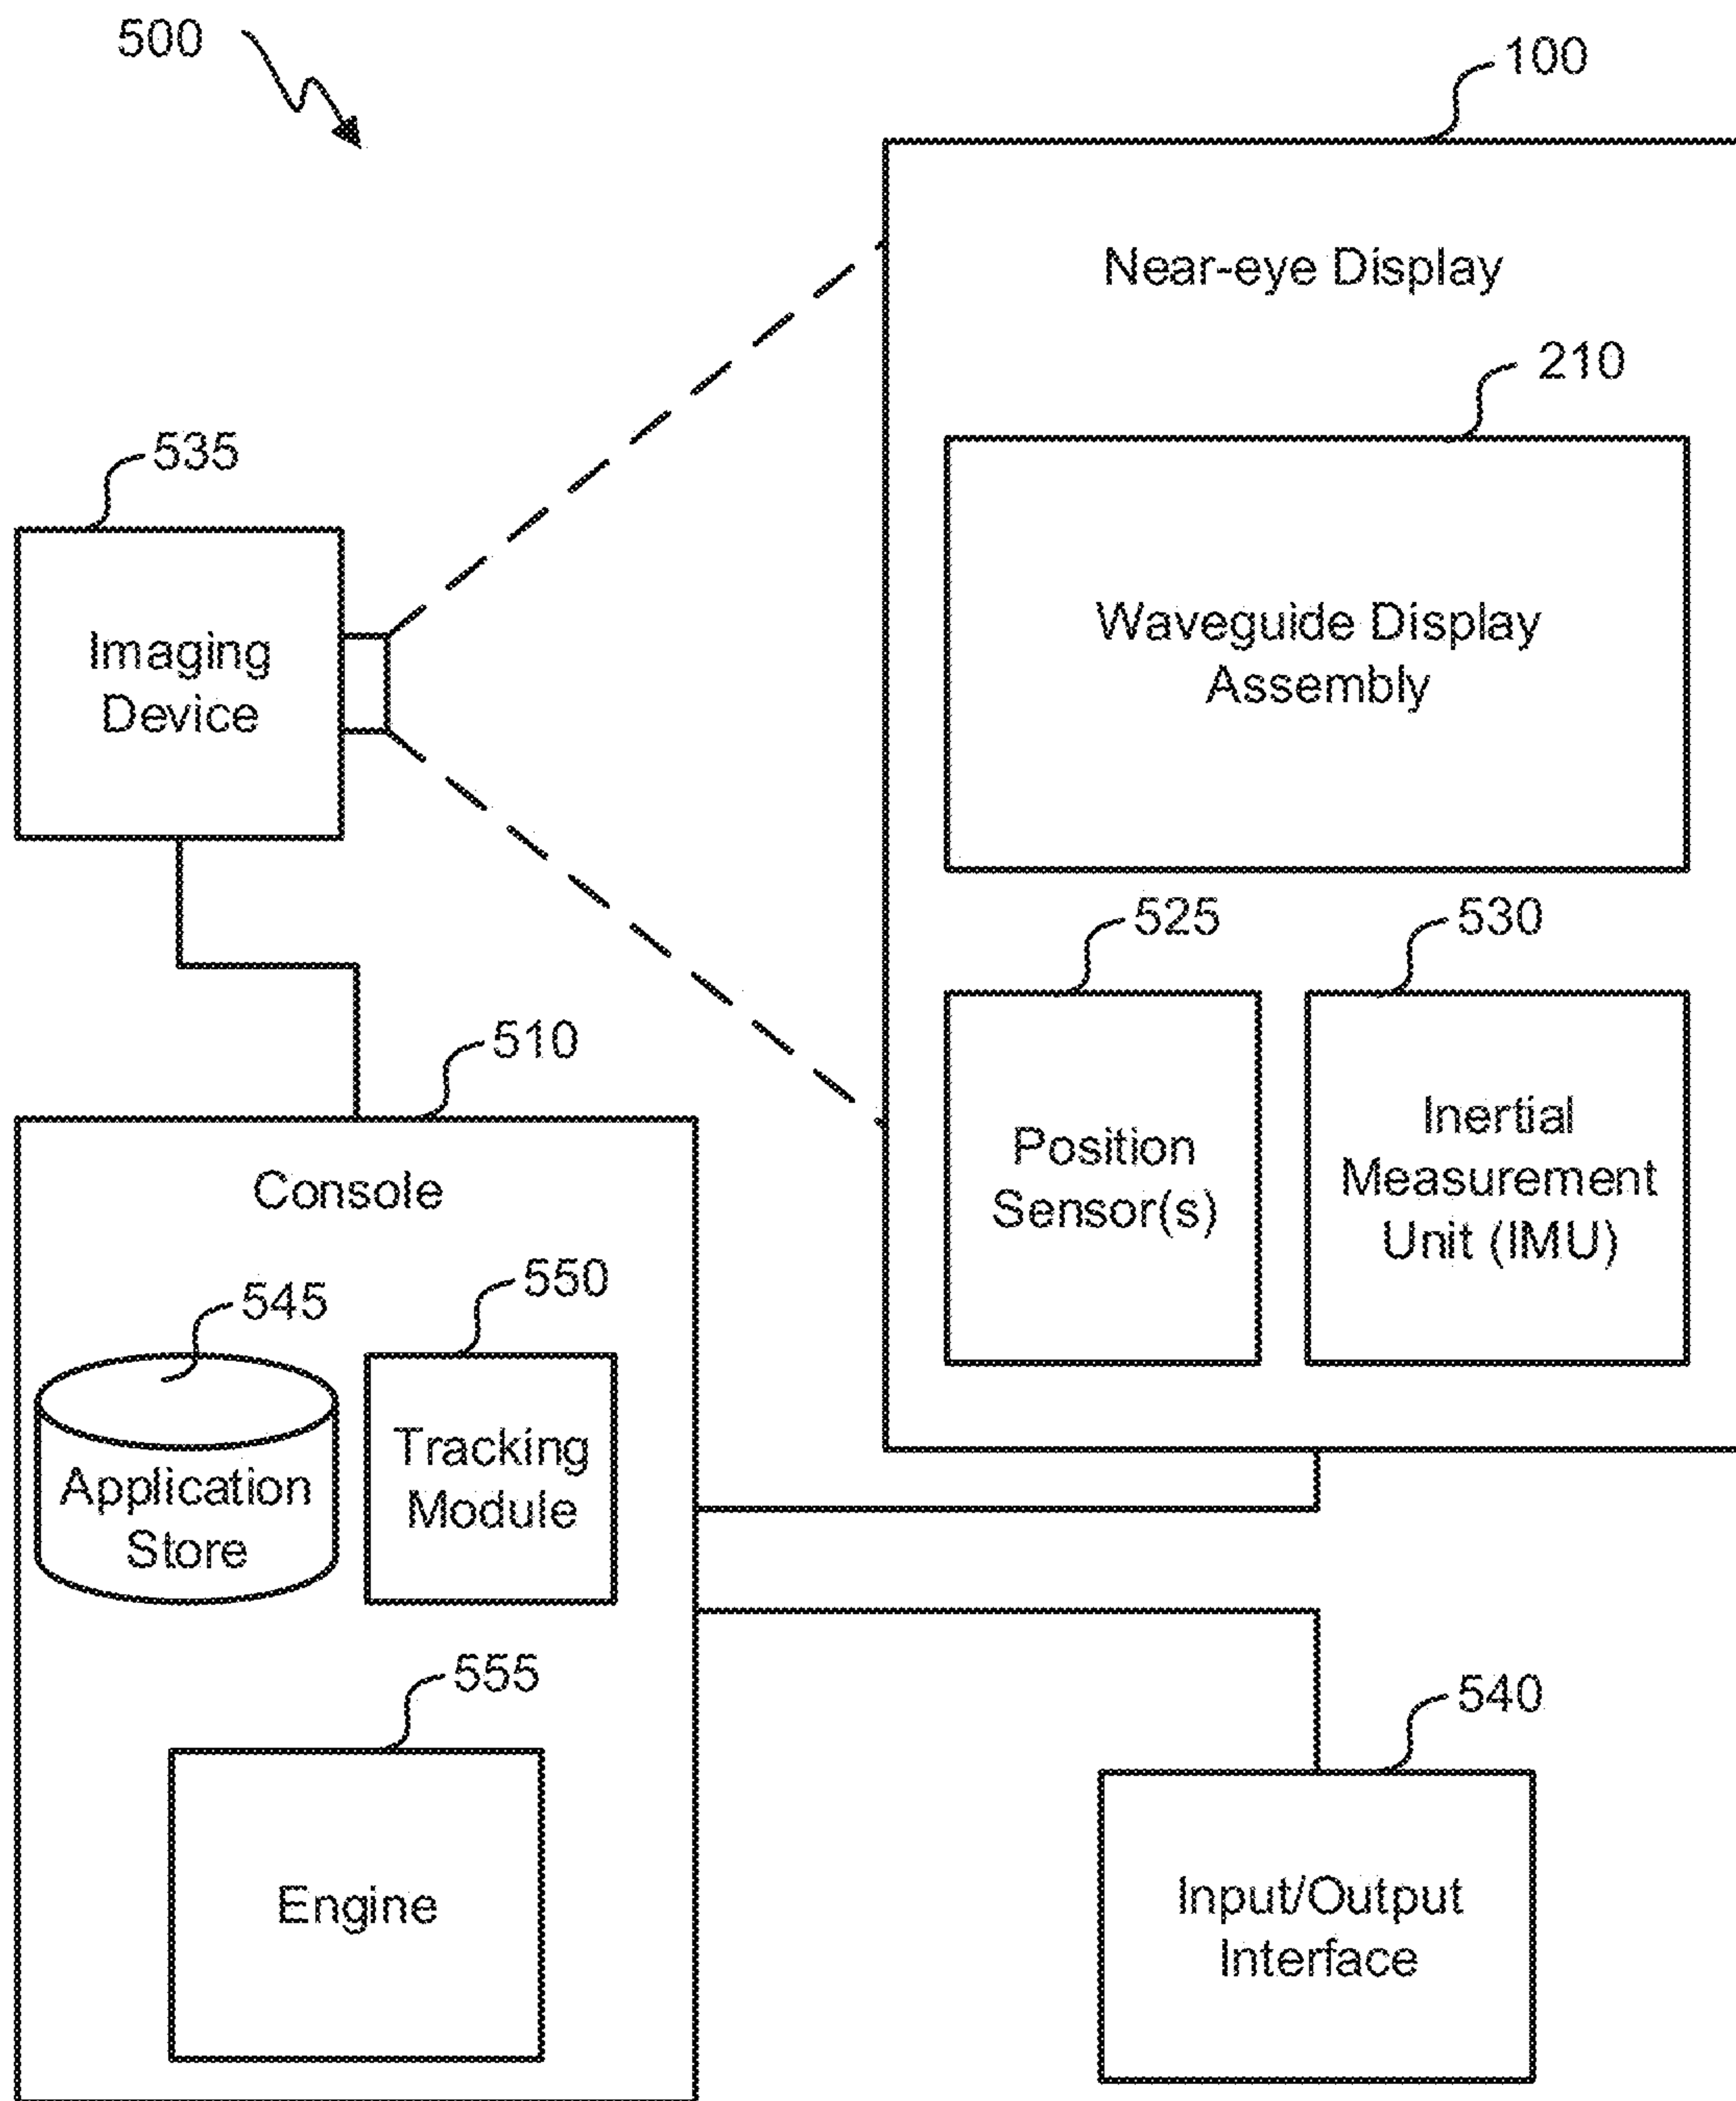 500
100
Near-eye Display
210
Waveguide Display
Assembly
535
Imaging
Device
525
530
Position
Sensor(s)
Inertial
Measurement
Unit (IMU)
510
Console
545
550
Application
Store
Tracking
Module
555
Engine
540
Input/Output
Interface